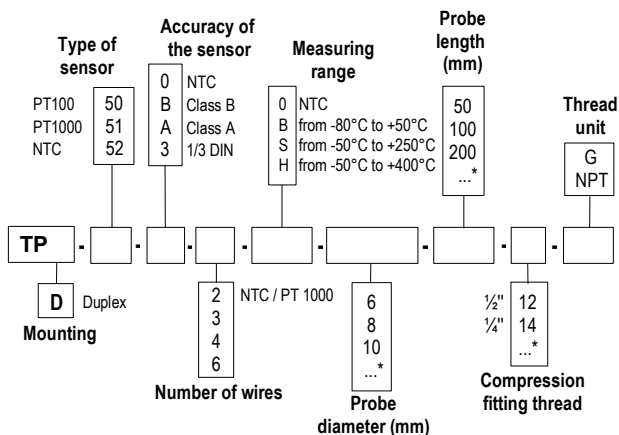 Type of
sensor
PT100 50
PT1000 51
NTC 52
Accuracy of
the sensor
0 NTC
B Class B
A Class A
3 1/3 DIN
Measuring
range
0 NTC
B from -80°C to +50°C
S from -50°C to +250°C
H from -50°C to +400°C
Probe
length
(mm)
50
100
200
...*
Thread
unit
G
NPT
TP - - - - - - - -
D Duplex
Mounting
2 NTC / PT 1000
3
4
6
Number of wires
6
8
10
...*
Probe
diameter (mm)
½" 12
¼" 14
...*
Compression
fitting thread